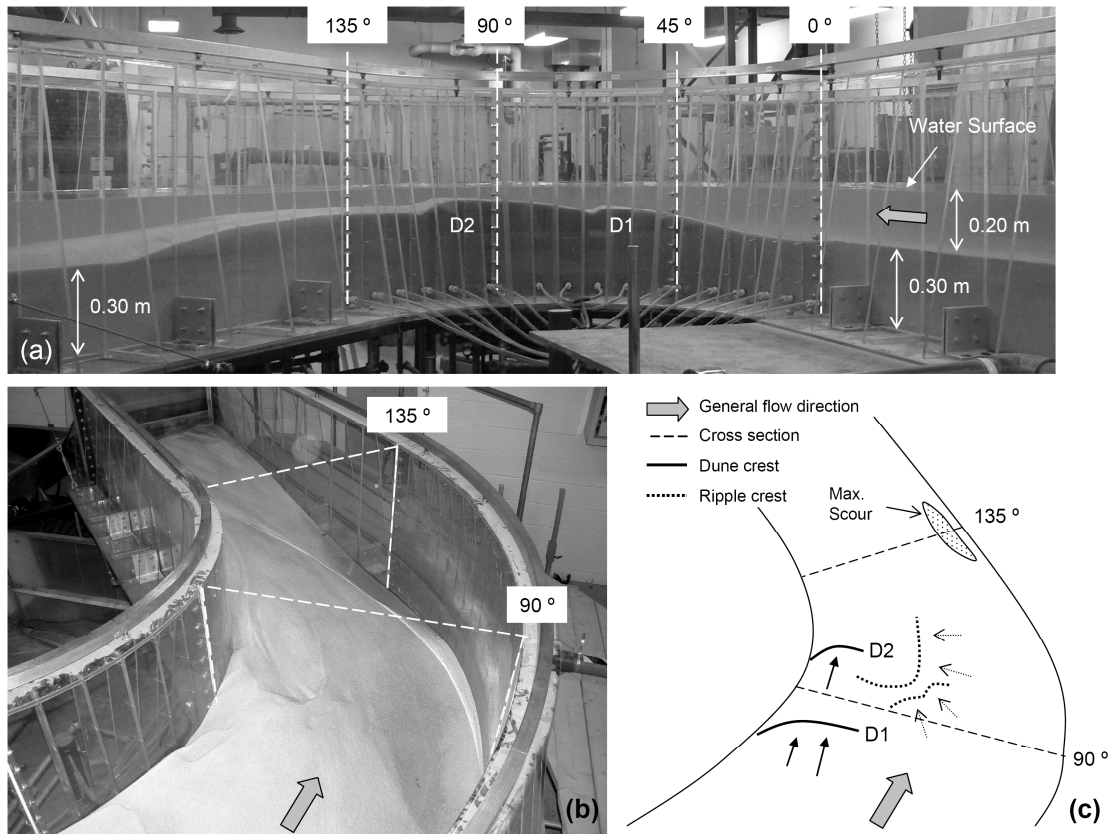 135 º
90 º
45 º
0 º
Water Surface
D2
D1
0.20 m
0.30 m
0.30 m
(a)
135 º
90 º
(b)
General flow direction
Cross section
Dune crest
Ripple crest
Max.
Scour
135 º
D2
D1
90 º
(c)